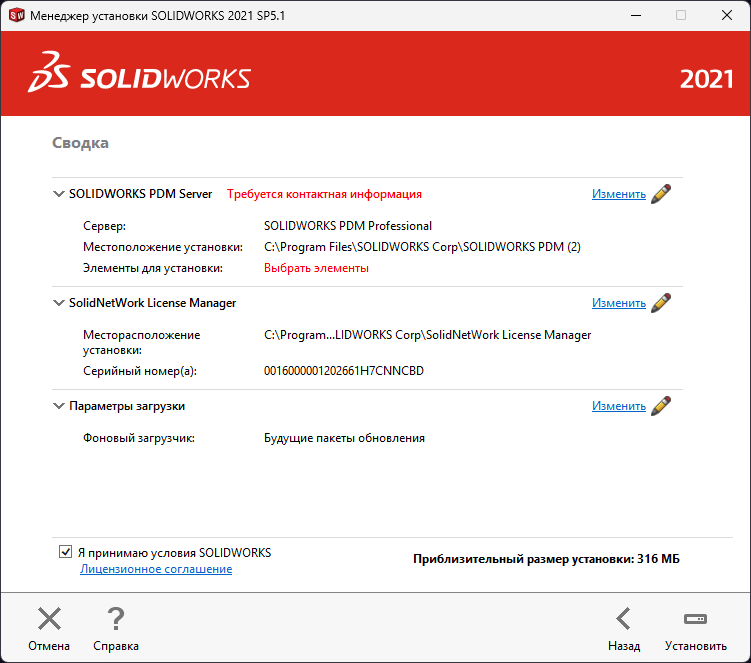 Менеджер установки SOLIDWORKS 2021 SP5.1
SOLIDWORKS 2021
Сводка
SOLIDWORKS PDM Server Требуется контактная информация Изменить
Сервер: SOLIDWORKS PDM Professional
Местоположение установки: C:\Program Files\SOLIDWORKS Corp\SOLIDWORKS PDM (2)
Элементы для установки: Выбрать элементы
SolidNetWork License Manager Изменить
Месторасположение C:\Program...LIDWORKS Corp\SolidNetWork License Manager
установки:
Серийный номер(а): 0016000001202661H7CNNCBD
Параметры загрузки Изменить
Фоновый загрузчик: Будущие пакеты обновления
Я принимаю условия SOLIDWORKS
Лицензионное соглашение
Приблизительный размер установки: 316 МБ
Отмена Справка Назад Установить